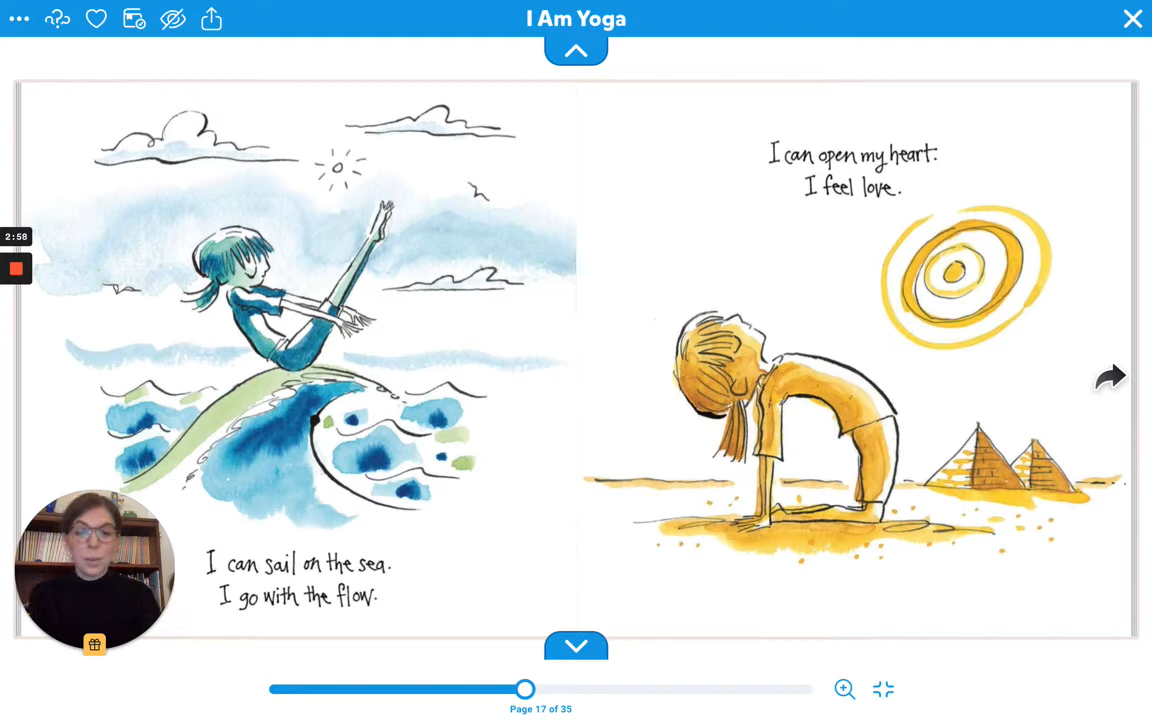 I Am Yoga
2:58
I can sail on the sea.
I go with the flow.
I can open my heart:
I feel love.
Page 17 of 35